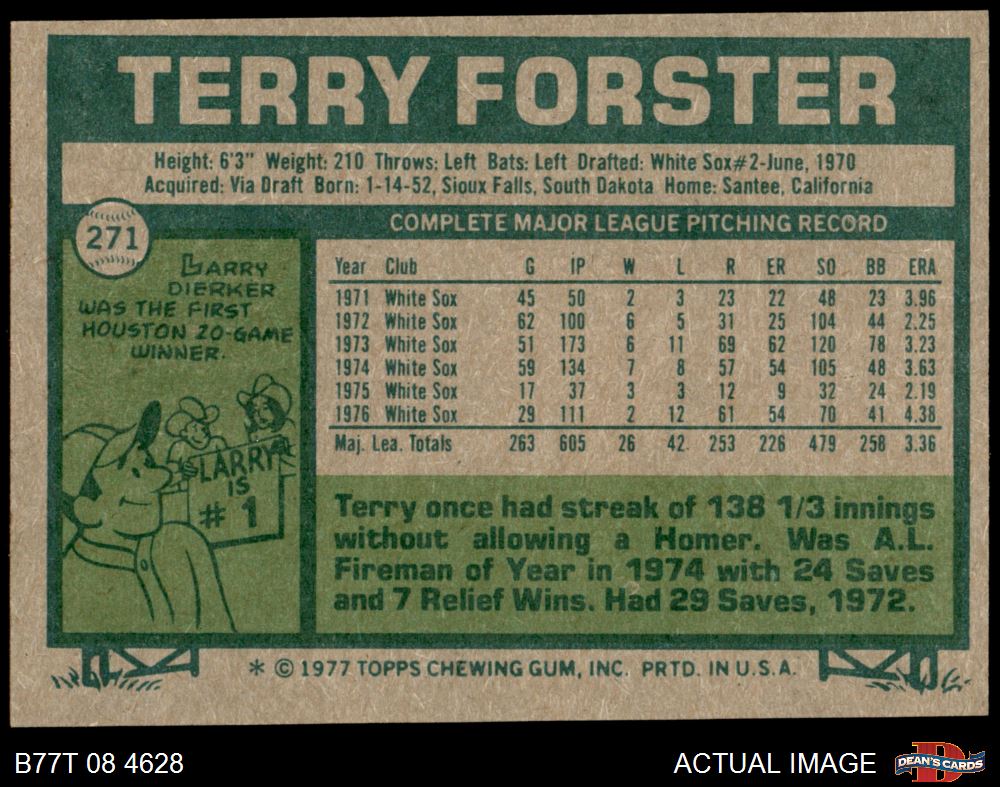 TERRY FORSTER
Height: 6'3" Weight: 210 Throws: Left Bats: Left Drafted: White Sox#2-June, 1970
Acquired: Via Draft Born: 1-14-52, Sioux Falls, South Dakota Home: Santee, California
271
LARRY
DIERKER
WAS THE FIRST
HOUSTON 20-GAME
WINNER.
LARRY
IS
# 1
COMPLETE MAJOR LEAGUE PITCHING RECORD
Year Club G IP W L R ER SO BB ERA
1971 White Sox 45 50 2 3 23 22 48 23 3.96
1972 White Sox 62 100 6 5 31 25 104 44 2.25
1973 White Sox 51 173 6 11 69 62 120 78 3.23
1974 White Sox 59 134 7 8 57 54 105 48 3.63
1975 White Sox 17 37 3 3 12 9 32 24 2.19
1976 White Sox 29 111 2 12 61 54 70 41 4.38
Maj. Lea. Totals 263 605 26 42 253 226 479 258 3.36
Terry once had streak of 138 1/3 innings
without allowing a Homer. Was A.L.
Fireman of Year in 1974 with 24 Saves
and 7 Relief Wins. Had 29 Saves, 1972.
* © 1977 TOPPS CHEWING GUM, INC. PRTD. IN U.S.A.
B77T 08 4628
ACTUAL IMAGE
D
DEAN'S CARDS